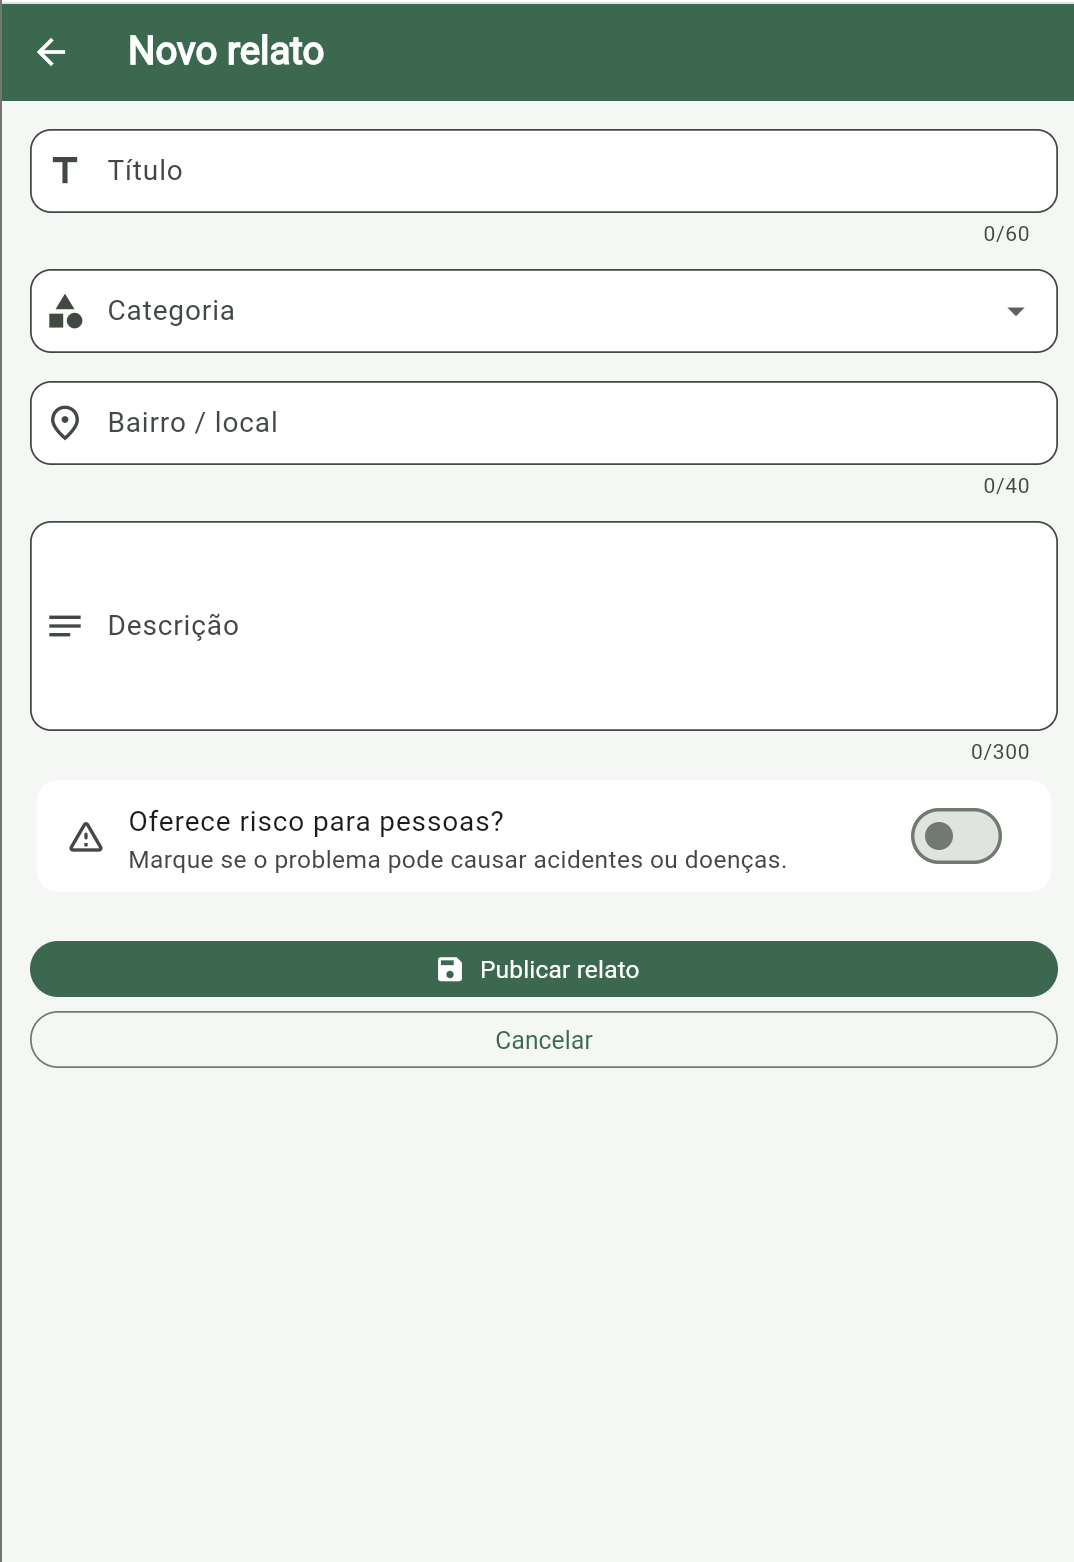 Novo relato
Título
0/60
Categoria
Bairro / local
0/40
Descrição
0/300
Oferece risco para pessoas?
Marque se o problema pode causar acidentes ou doenças.
Publicar relato
Cancelar